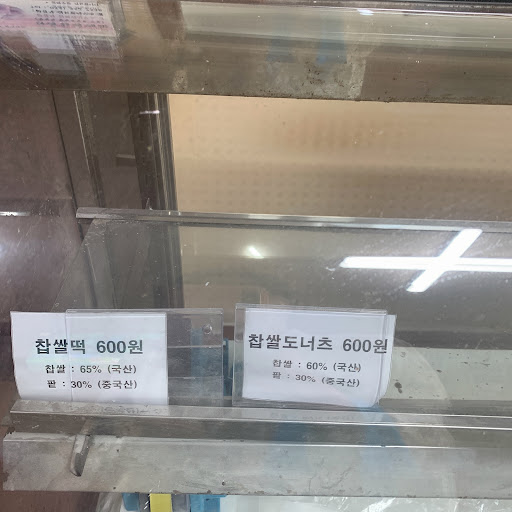 찹쌀떡 600원
찹쌀 : 65% (국산)
팥 : 30% (중국산)
찹쌀도너츠 600원
찹쌀 : 60% (국산)
팥 : 30% (중국산)